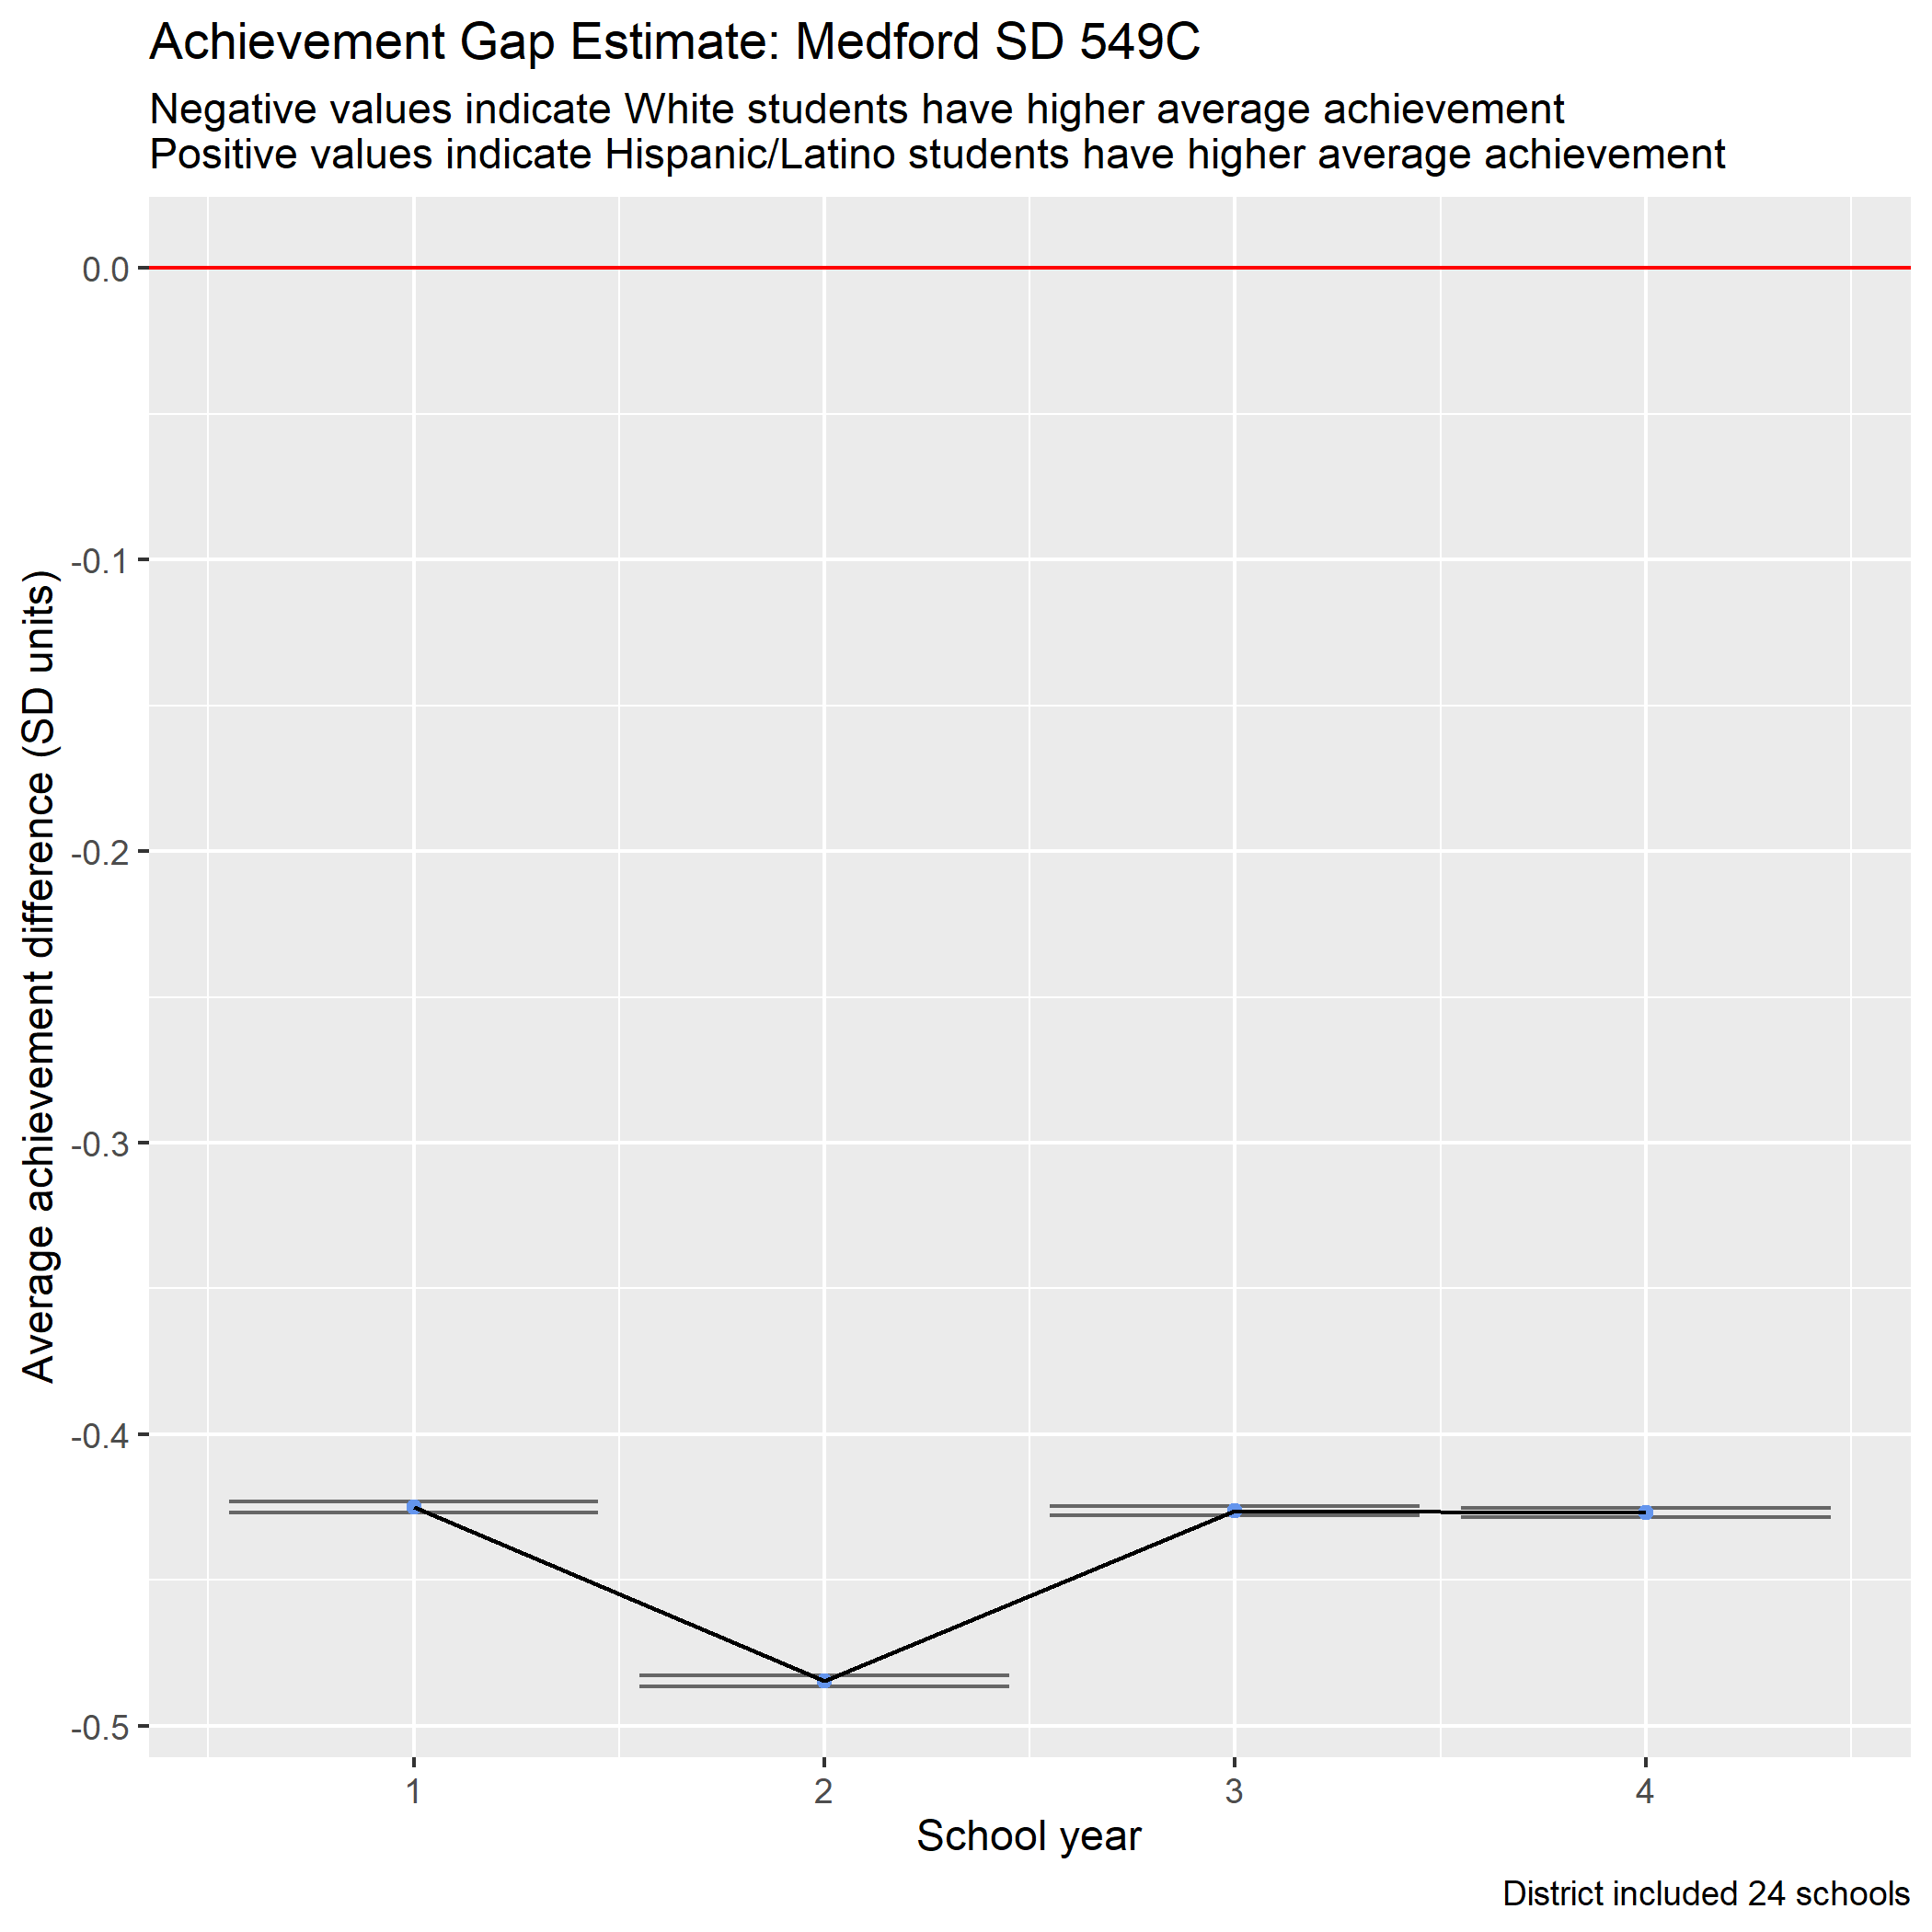 Achievement Gap Estimate: Medford SD 549C
Negative values indicate White students have higher average achievement
Positive values indicate Hispanic/Latino students have higher average achievement
Average achievement difference (SD units)
0.0
-0.1
-0.2
-0.3
-0.4
-0.5
1
2
3
4
School year
District included 24 schools